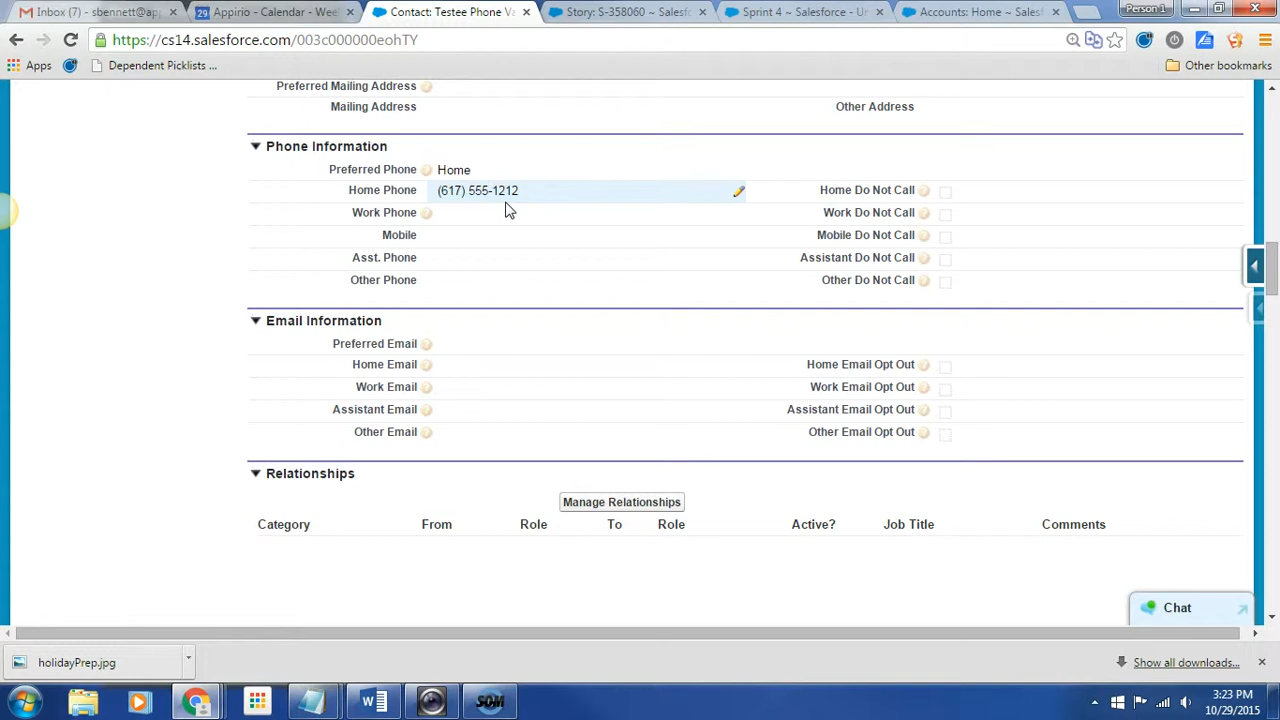 Inbox (7) - sbennett@app
29 Appirio - Calendar - Wee
Contact: Testee Phone Va
Story: S-358060 ~ Salesfo
Sprint 4 ~ Salesforce - Un
Accounts: Home ~ Salesf
Person 1
https://cs14.salesforce.com/003c000000eohTY
Apps
Dependent Picklists ...
Other bookmarks
Preferred Mailing Address
Mailing Address Other Address
Phone Information
Preferred Phone Home
Home Phone (617) 555-1212 Home Do Not Call
Work Phone Work Do Not Call
Mobile Mobile Do Not Call
Asst. Phone Assistant Do Not Call
Other Phone Other Do Not Call
Email Information
Preferred Email
Home Email Home Email Opt Out
Work Email Work Email Opt Out
Assistant Email Assistant Email Opt Out
Other Email Other Email Opt Out
Relationships
Manage Relationships
Category From Role To Role Active? Job Title Comments
Chat
holidayPrep.jpg
Show all downloads...
SOM
3:23 PM
10/29/2015